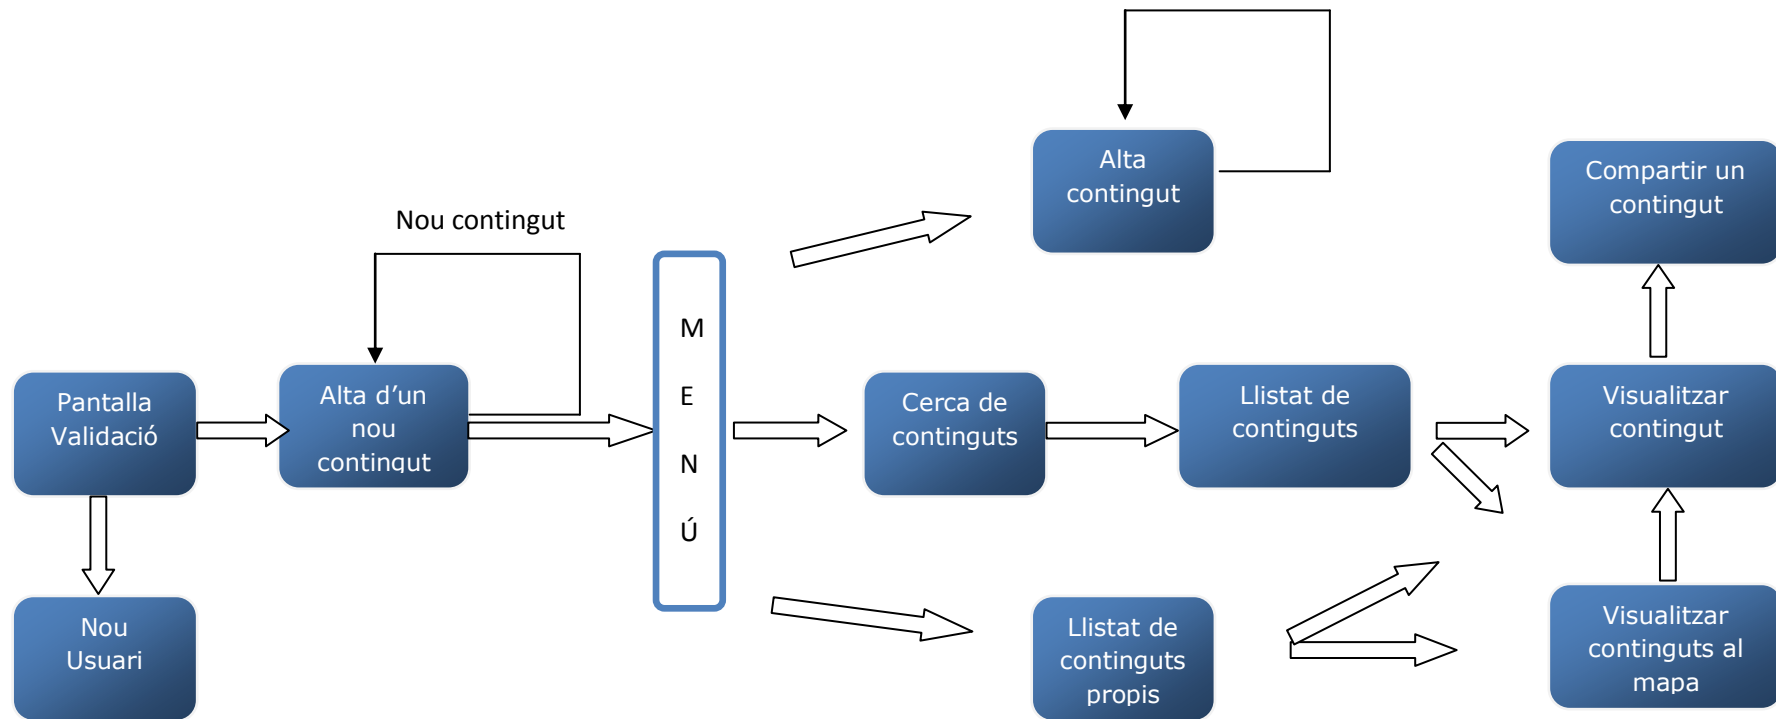 Alta
contingut
Compartir un
contingut
Nou contingut
M
E
N
Ú
Pantalla
Validació
Alta d’un
nou
contingut
Cerca de
continguts
Llistat de
continguts
Visualitzar
contingut
Nou
Usuari
Llistat de
continguts
propis
Visualitzar
continguts al
mapa